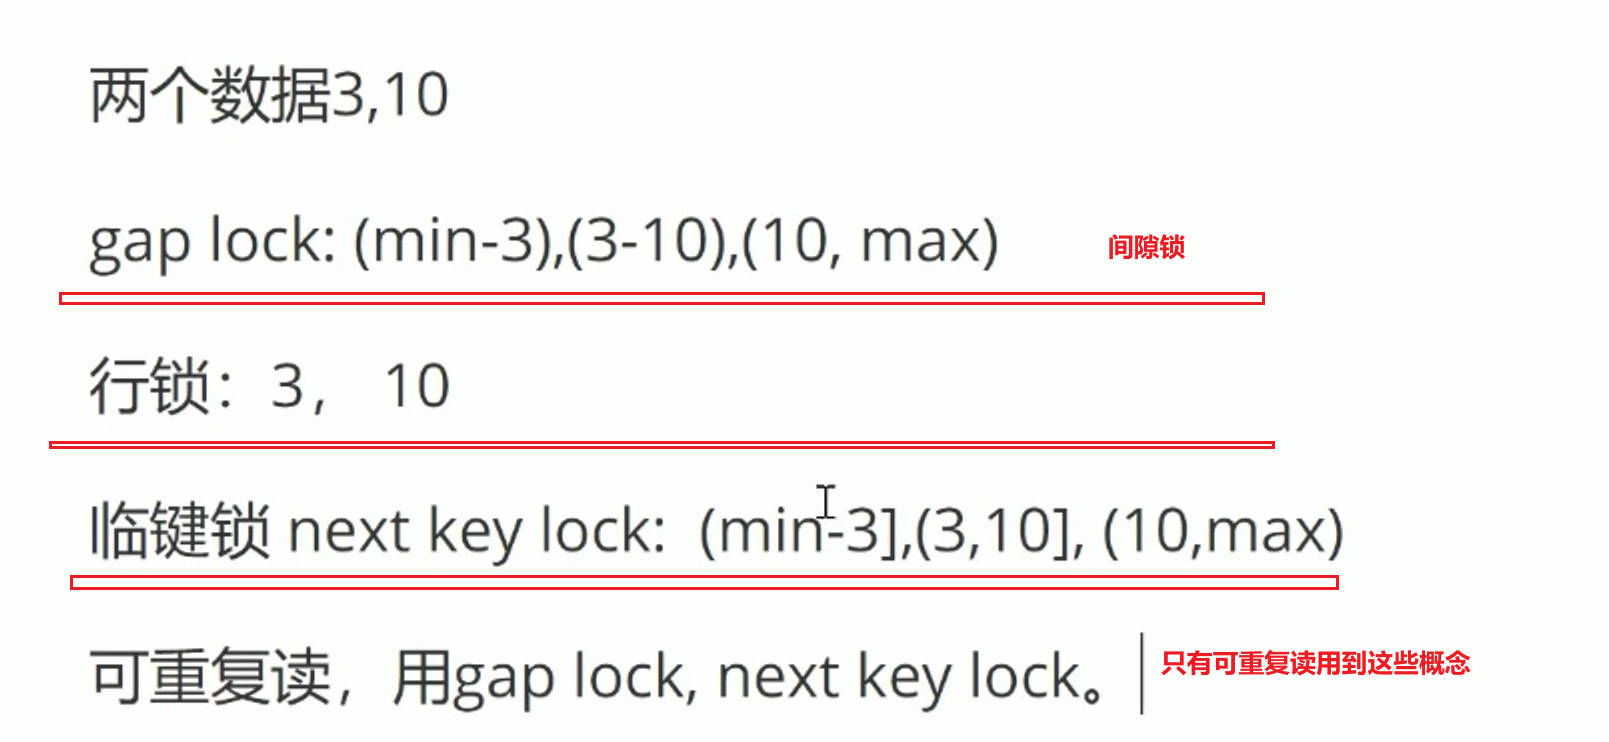 两个数据3,10
gap lock: (min-3),(3-10),(10, max)
间隙锁
行锁：3， 10
临键锁 next key lock: (min-3],(3,10], (10,max)
可重复读，用gap lock, next key lock。
只有可重复读用到这些概念